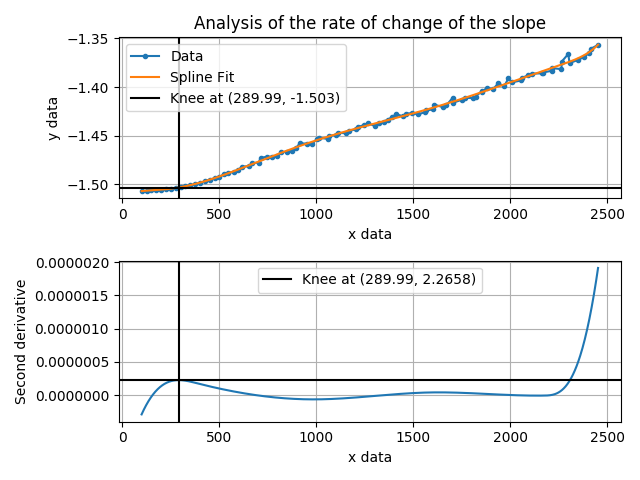 Analysis of the rate of change of the slope
−1.35
−1.40
−1.45
−1.50
y data
Data
Spline Fit
Knee at (289.99, -1.503)
0 500 1000 1500 2000 2500
x data
0.0000020
0.0000015
0.0000010
0.0000005
0.0000000
Second derivative
Knee at (289.99, 2.2658)
0 500 1000 1500 2000 2500
x data